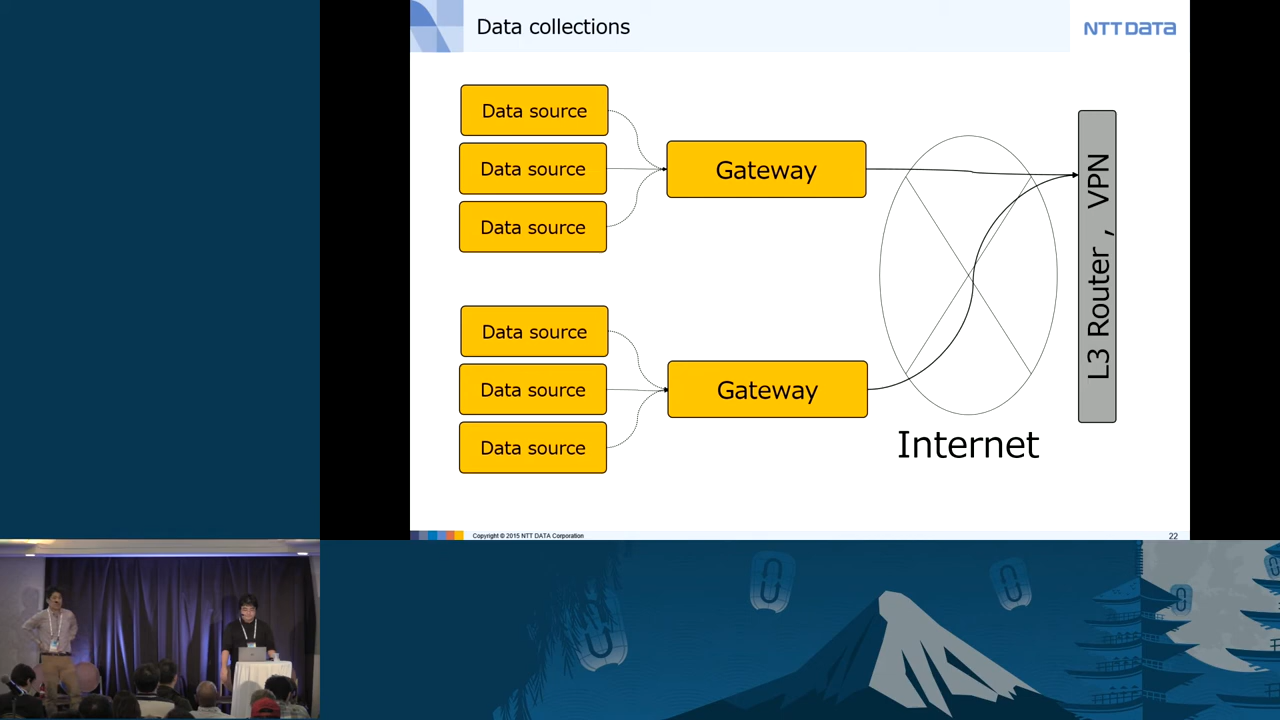 Data collections
NTT DATA
Data source
Data source
Data source
Gateway
Data source
Data source
Data source
Gateway
Internet
L3 Router , VPN
Copyright © 2015 NTT DATA Corporation
22